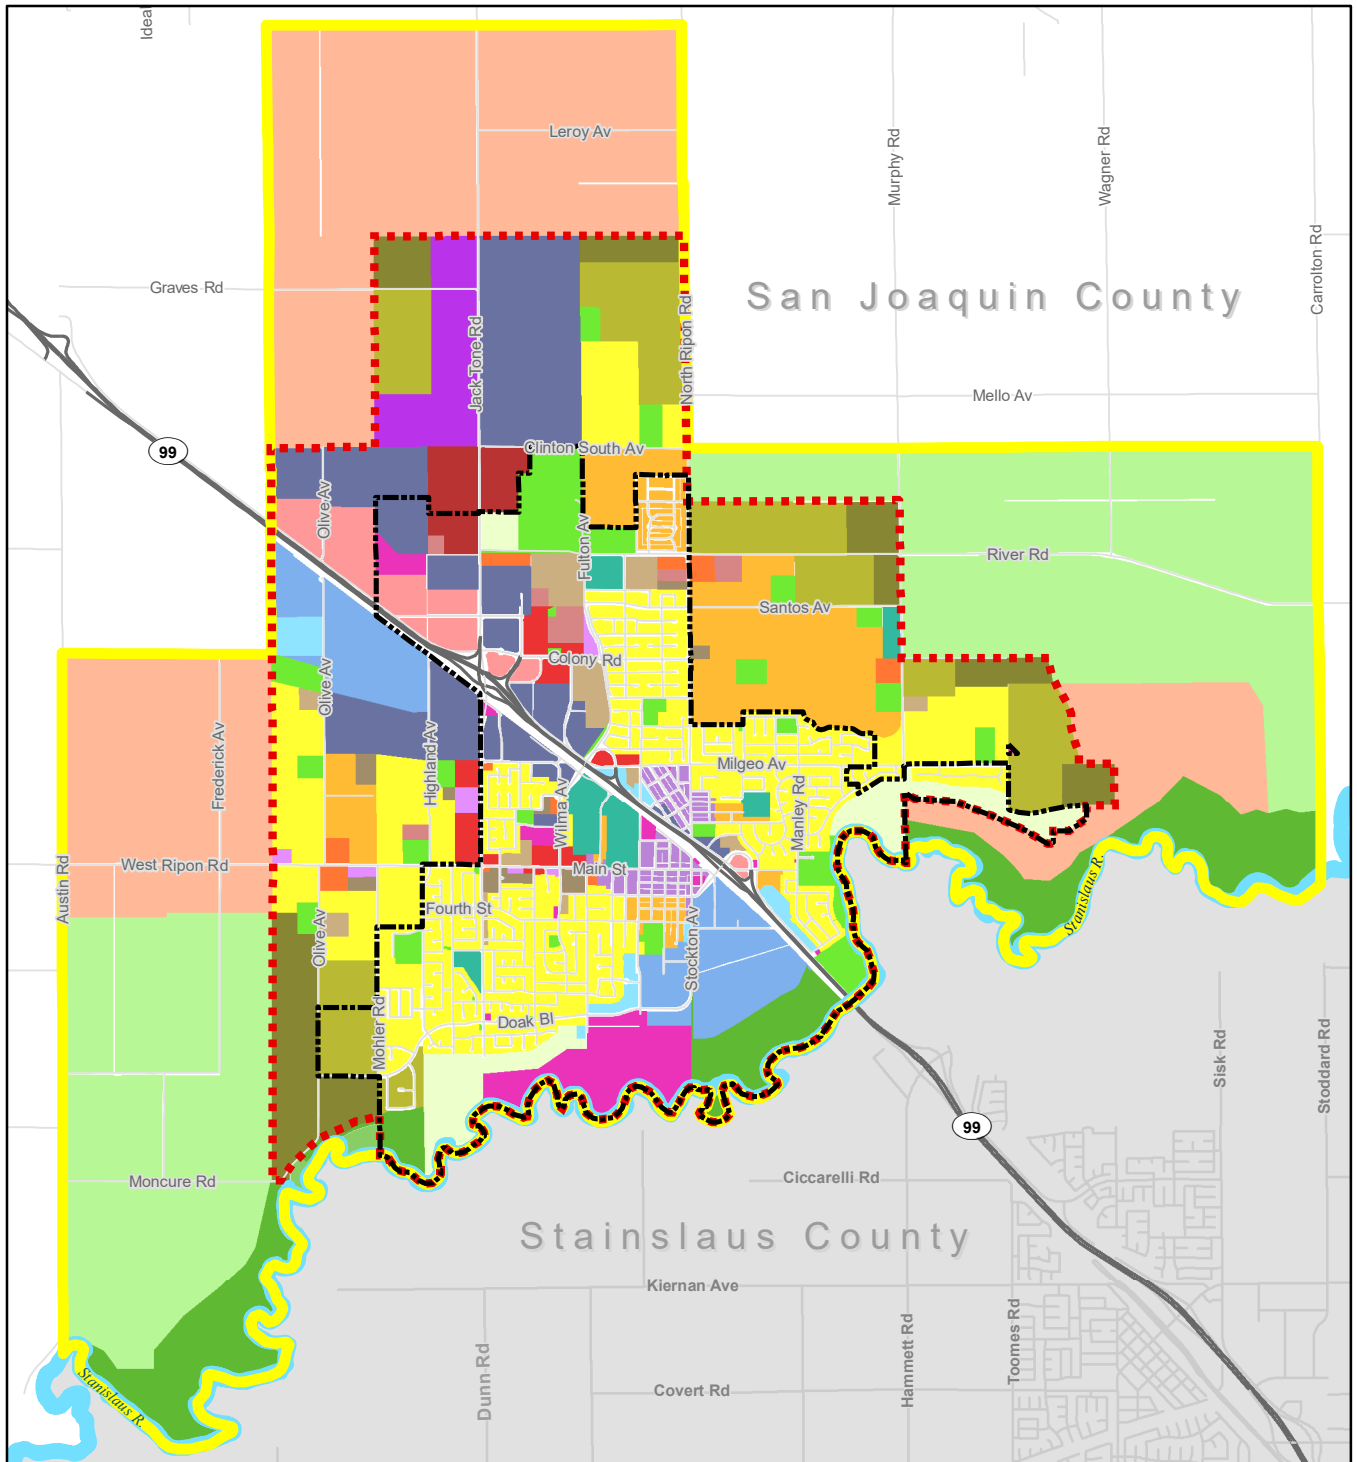 Ideal
Leroy Av
Murphy Rd
Wagner Rd
Carrolton Rd
Graves Rd
San Joaquin County
North Ripon Rd
Jack Tone Rd
Mello Av
99
Clinton South Av
Olive Av
Fulton Av
River Rd
Santos Av
Colony Rd
Olive Av
Frederick Av
Highland Av
Milgeo Av
Wilma Av
Manley Rd
West Ripon Rd
Main St
Austin Rd
Fourth St
Stanislaus R.
Olive Av
Stockton Av
Mohler Rd
Doak Bl
Sisk Rd
Stoddard Rd
99
Moncure Rd
Ciccarelli Rd
Stainslaus County
Kiernan Ave
Hammett Rd
Toomes Rd
Dunn Rd
Covert Rd
Stanislaus R.